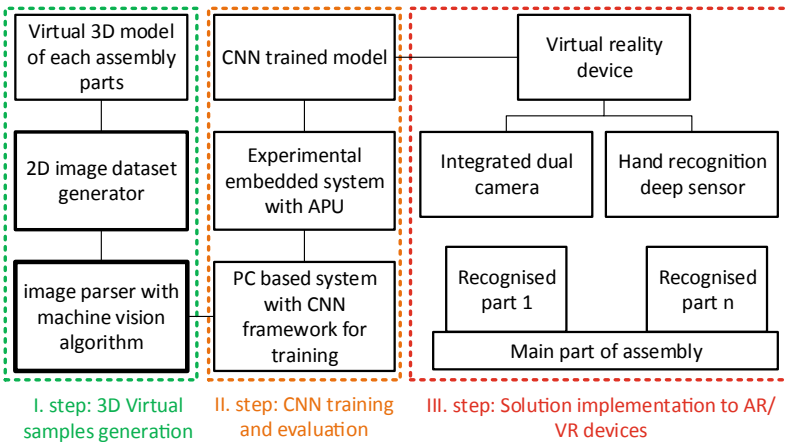 Virtual 3D model
of each assembly
parts
2D image dataset
generator
image parser with
machine vision
algorithm
I. step: 3D Virtual
samples generation
CNN trained model
Experimental
embedded system
with APU
PC based system
with CNN
framework for
training
II. step: CNN training
and evaluation
Virtual reality
device
Integrated dual
camera
Hand recognition
deep sensor
Recognised
part 1
Recognised
part n
Main part of assembly
III. step: Solution implementation to AR/
VR devices